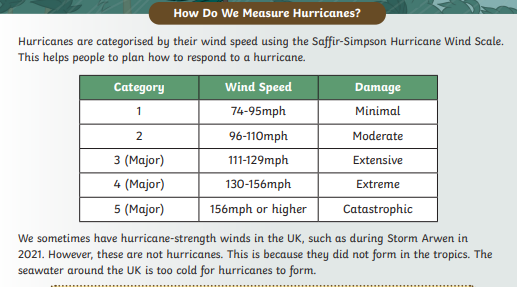 How Do We Measure Hurricanes?
Hurricanes are categorised by their wind speed using the Saffir-Simpson Hurricane Wind Scale.
This helps people to plan how to respond to a hurricane.
Category Wind Speed Damage
1 74-95mph Minimal
2 96-110mph Moderate
3 (Major) 111-129mph Extensive
4 (Major) 130-156mph Extreme
5 (Major) 156mph or higher Catastrophic
We sometimes have hurricane-strength winds in the UK, such as during Storm Arwen in
2021. However, these are not hurricanes. This is because they did not form in the tropics. The
seawater around the UK is too cold for hurricanes to form.